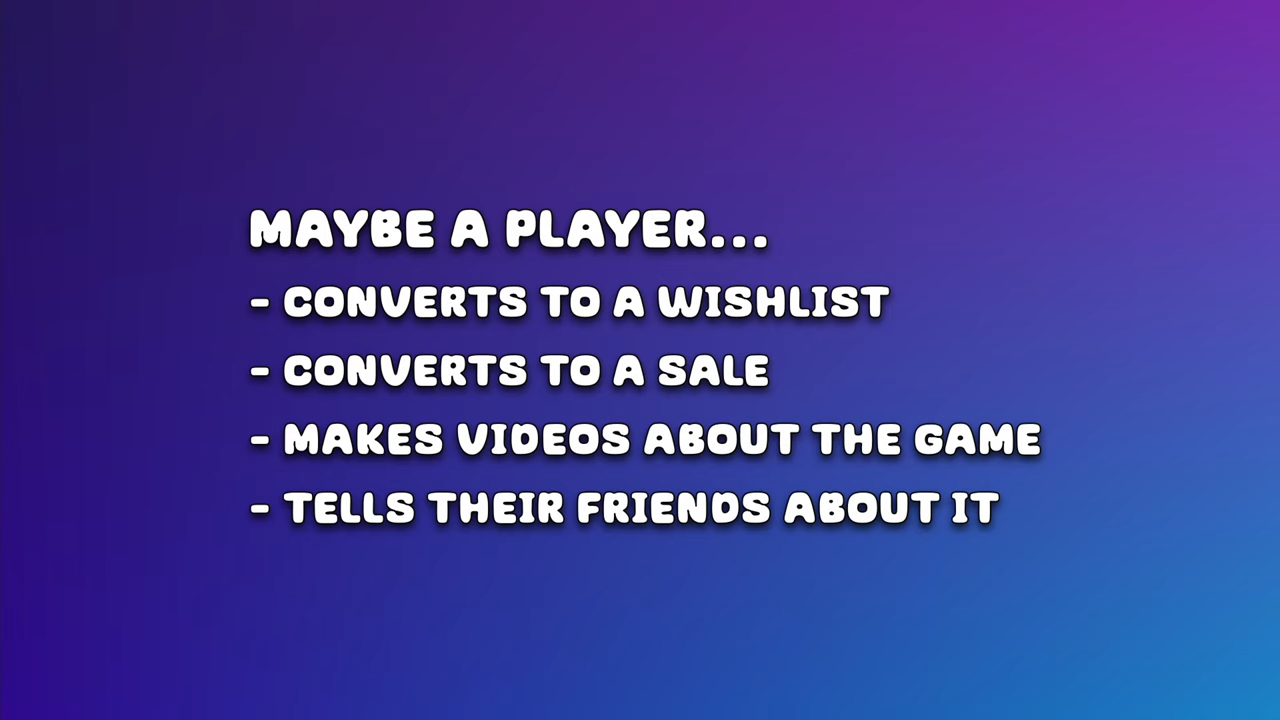 MAYBE A PLAYER...
- CONVERTS TO A WISHLIST
- CONVERTS TO A SALE
- MAKES VIDEOS ABOUT THE GAME
- TELLS THEIR FRIENDS ABOUT IT